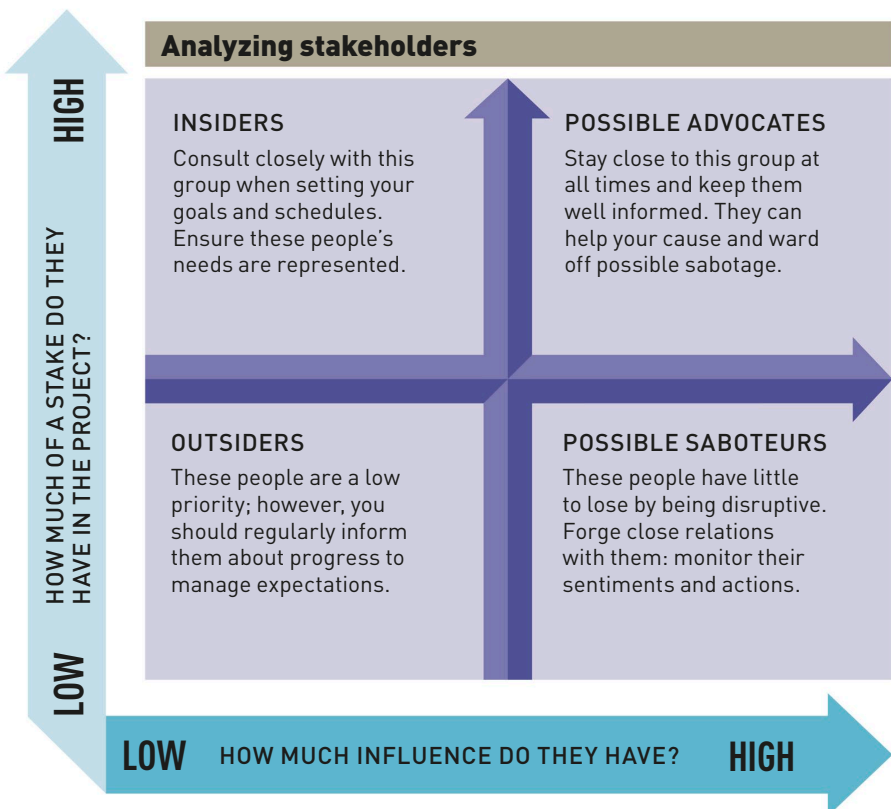 Analyzing stakeholders
HIGH
HOW MUCH OF A STAKE DO THEY
HAVE IN THE PROJECT?
LOW
INSIDERS
Consult closely with this
group when setting your
goals and schedules.
Ensure these people’s
needs are represented.
POSSIBLE ADVOCATES
Stay close to this group at
all times and keep them
well informed. They can
help your cause and ward
off possible sabotage.
OUTSIDERS
These people are a low
priority; however, you
should regularly inform
them about progress to
manage expectations.
POSSIBLE SABOTEURS
These people have little
to lose by being disruptive.
Forge close relations
with them: monitor their
sentiments and actions.
LOW HOW MUCH INFLUENCE DO THEY HAVE? HIGH